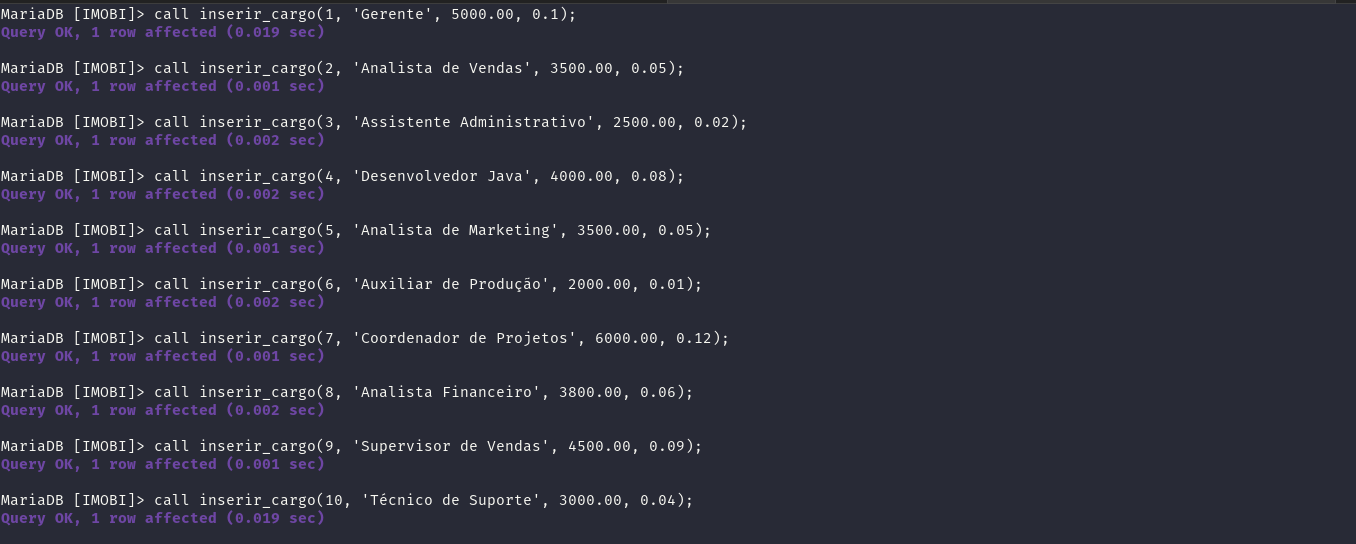 MariaDB [IMOBI]> call inserir_cargo(1, 'Gerente', 5000.00, 0.1);
Query OK, 1 row affected (0.019 sec)
MariaDB [IMOBI]> call inserir_cargo(2, 'Analista de Vendas', 3500.00, 0.05);
Query OK, 1 row affected (0.001 sec)
MariaDB [IMOBI]> call inserir_cargo(3, 'Assistente Administrativo', 2500.00, 0.02);
Query OK, 1 row affected (0.002 sec)
MariaDB [IMOBI]> call inserir_cargo(4, 'Desenvolvedor Java', 4000.00, 0.08);
Query OK, 1 row affected (0.002 sec)
MariaDB [IMOBI]> call inserir_cargo(5, 'Analista de Marketing', 3500.00, 0.05);
Query OK, 1 row affected (0.001 sec)
MariaDB [IMOBI]> call inserir_cargo(6, 'Auxiliar de Produção', 2000.00, 0.01);
Query OK, 1 row affected (0.002 sec)
MariaDB [IMOBI]> call inserir_cargo(7, 'Coordenador de Projetos', 6000.00, 0.12);
Query OK, 1 row affected (0.001 sec)
MariaDB [IMOBI]> call inserir_cargo(8, 'Analista Financeiro', 3800.00, 0.06);
Query OK, 1 row affected (0.002 sec)
MariaDB [IMOBI]> call inserir_cargo(9, 'Supervisor de Vendas', 4500.00, 0.09);
Query OK, 1 row affected (0.001 sec)
MariaDB [IMOBI]> call inserir_cargo(10, 'Técnico de Suporte', 3000.00, 0.04);
Query OK, 1 row affected (0.019 sec)